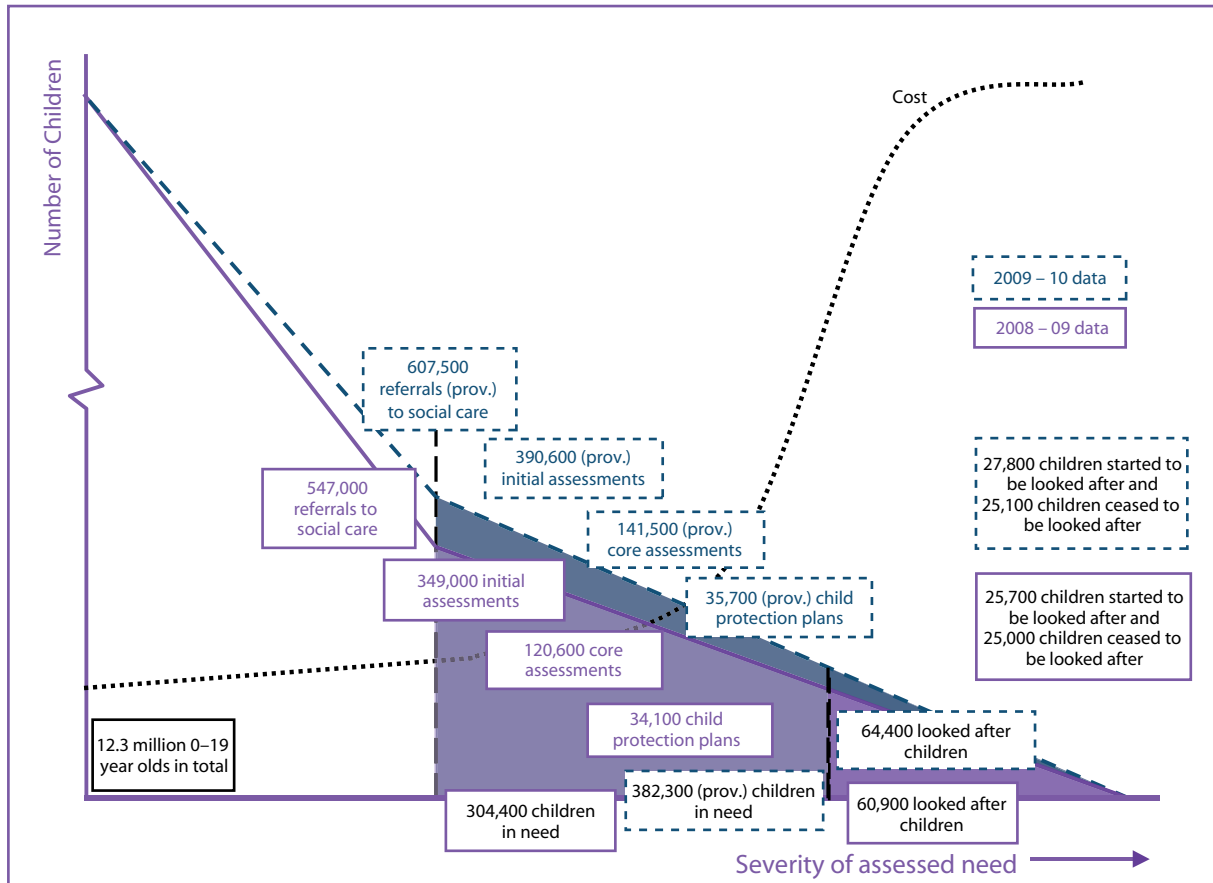 Number of Children
Cost
2009 – 10 data
2008 – 09 data
607,500
referrals (prov.)
to social care
390,600 (prov.)
initial assessments
547,000
referrals to
social care
141,500 (prov.)
core assessments
27,800 children started to
be looked after and
25,100 children ceased to
be looked after
349,000 initial
assessments
35,700 (prov.) child
protection plans
25,700 children started to
be looked after and
25,000 children ceased to
be looked after
120,600 core
assessments
34,100 child
protection plans
12.3 million 0–19
year olds in total
64,400 looked after
children
304,400 children
in need
382,300 (prov.) children
in need
60,900 looked after
children
Severity of assessed need